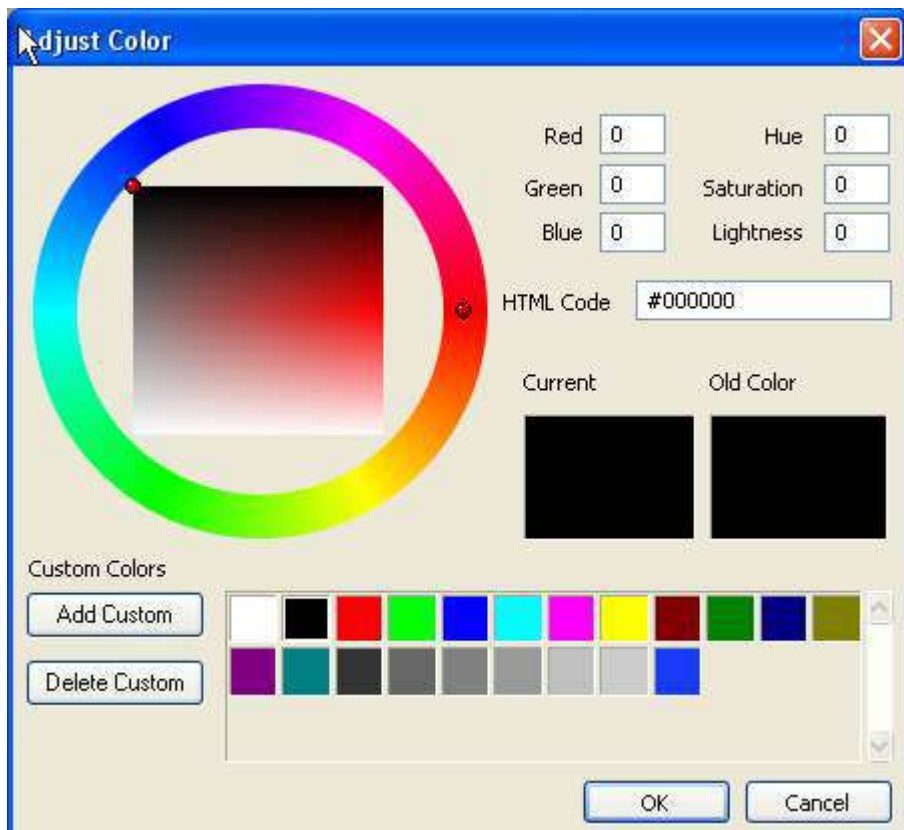 Adjust Color
Red 0 Hue 0
Green 0 Saturation 0
Blue 0 Lightness 0
HTML Code #000000
Current Old Color
Custom Colors
Add Custom
Delete Custom
OK Cancel